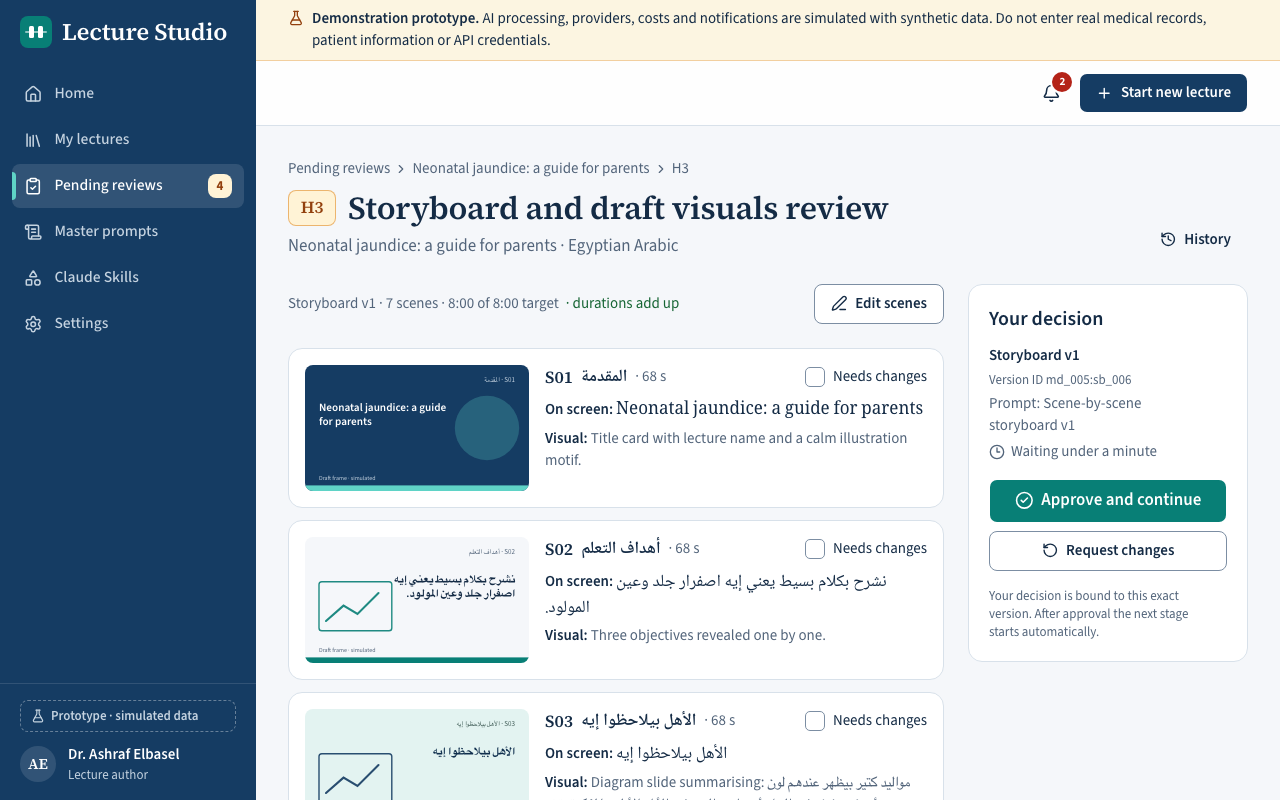 Lecture Studio
Home
My lectures
Pending reviews 4
Master prompts
Claude Skills
Settings
Prototype · simulated data
AE
Dr. Ashraf Elbasel
Lecture author
Demonstration prototype. AI processing, providers, costs and notifications are simulated with synthetic data. Do not enter real medical records,
patient information or API credentials.
2
Start new lecture
Pending reviews > Neonatal jaundice: a guide for parents > H3
H3 Storyboard and draft visuals review
Neonatal jaundice: a guide for parents · Egyptian Arabic
History
Storyboard v1 · 7 scenes · 8:00 of 8:00 target · durations add up
Edit scenes
S01 · المقدمة
Neonatal jaundice: a guide
for parents
Draft frame · simulated
S01 المقدمة · 68 s
Needs changes
On screen: Neonatal jaundice: a guide for parents
Visual: Title card with lecture name and a calm illustration
motif.
S02 · أهداف التعلم
نشرح بكلام بسيط يعني إيه
اصفرار جلد وعين المولود.
Draft frame · simulated
S02 أهداف التعلم · 68 s
Needs changes
On screen: نشرح بكلام بسيط يعني إيه اصفرار جلد وعين
المولود.
Visual: Three objectives revealed one by one.
S03 · الأهل بيلاحظوا إيه
الأهل بيلاحظوا إيه
S03 الأهل بيلاحظوا إيه · 68 s
Needs changes
On screen: الأهل بيلاحظوا إيه
Visual: Diagram slide summarising: مواليد كتير بيظهر عندهم لون
Your decision
Storyboard v1
Version ID md_005:sb_006
Prompt: Scene-by-scene
storyboard v1
Waiting under a minute
Approve and continue
Request changes
Your decision is bound to this exact
version. After approval the next stage
starts automatically.